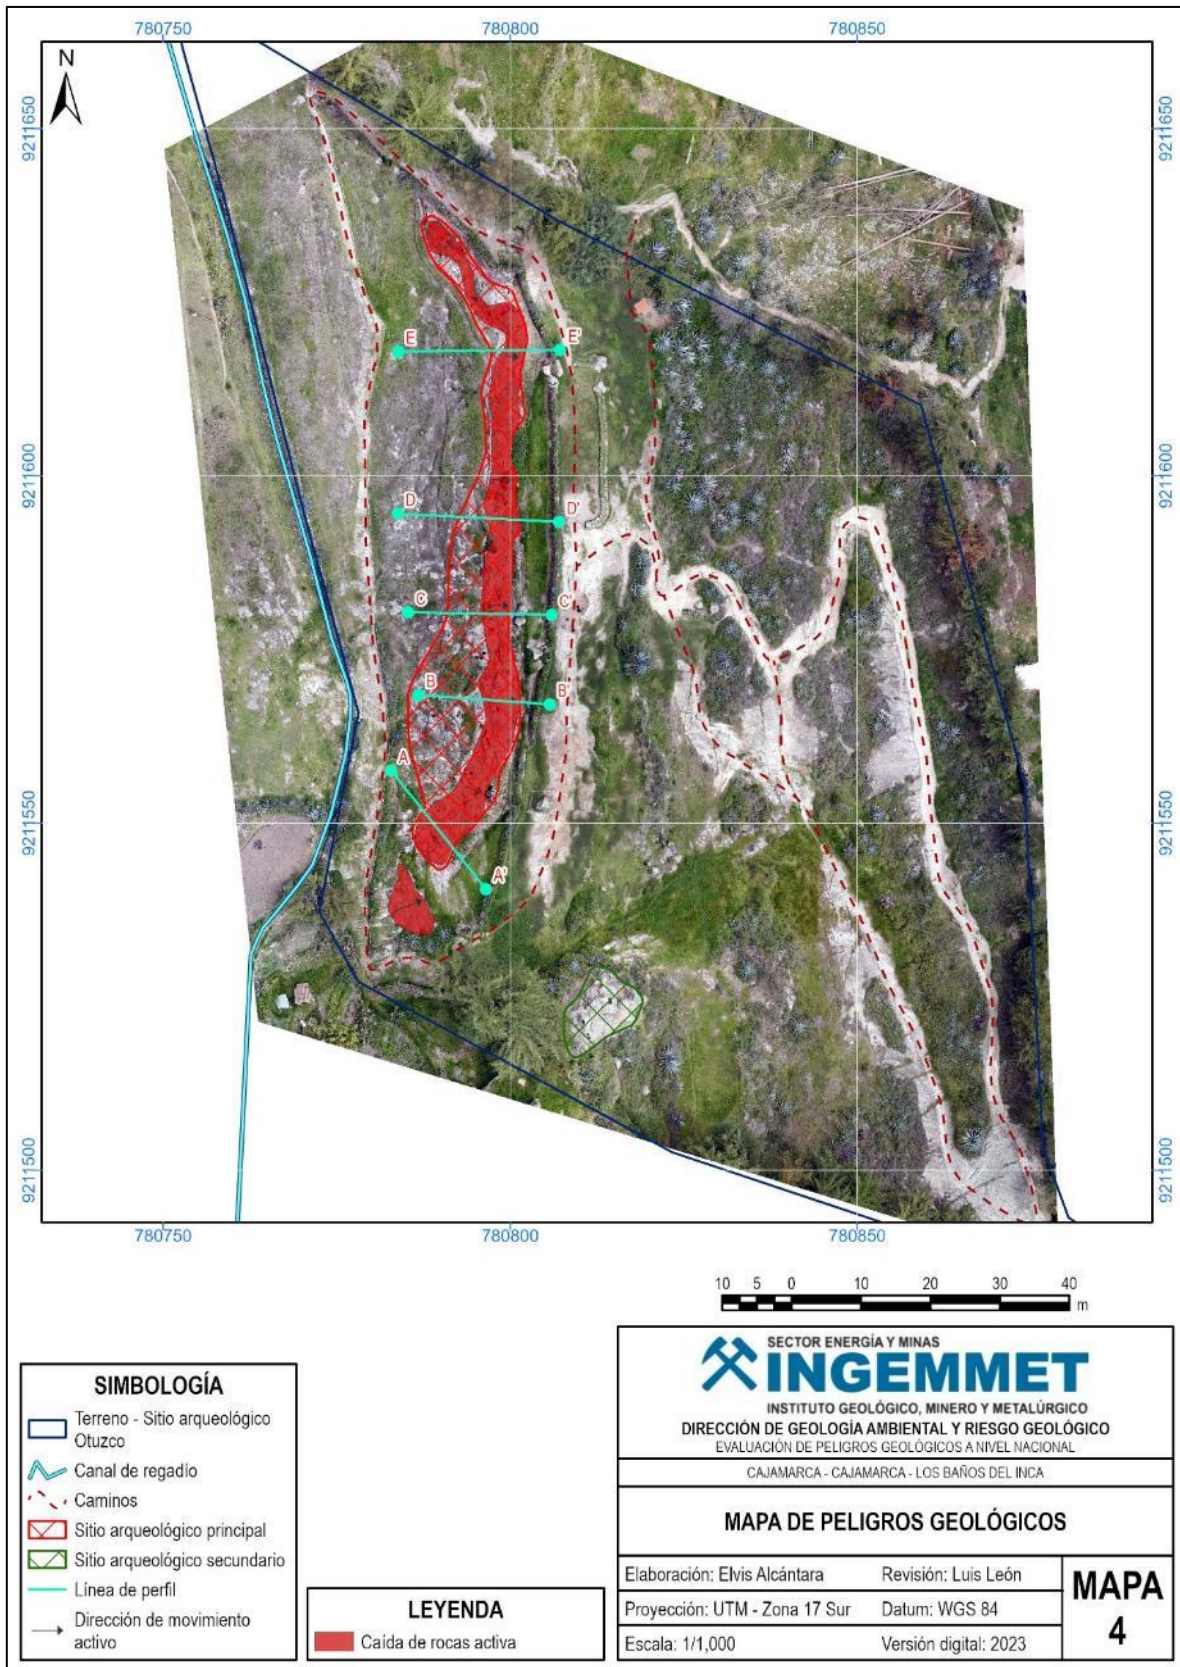 780750 780800 780850
N
9211650 9211650
E E'
9211600 9211600
D D'
C C'
B B'
A
9211550 9211550
A'
9211500 9211500
780750 780800 780850
10 5 0 10 20 30 40
m
SIMBOLOGÍA
Terreno - Sitio arqueológico
Otuzco
Canal de regadío
Caminos
Sitio arqueológico principal
Sitio arqueológico secundario
Línea de perfil
Dirección de movimiento
activo
LEYENDA
Caída de rocas activa
SECTOR ENERGÍA Y MINAS
INGEMMET
INSTITUTO GEOLÓGICO, MINERO Y METALÚRGICO
DIRECCIÓN DE GEOLOGÍA AMBIENTAL Y RIESGO GEOLÓGICO
EVALUACIÓN DE PELIGROS GEOLÓGICOS A NIVEL NACIONAL
CAJAMARCA - CAJAMARCA - LOS BAÑOS DEL INCA
MAPA DE PELIGROS GEOLÓGICOS
Elaboración: Elvis Alcántara Revisión: Luis León
Proyección: UTM - Zona 17 Sur Datum: WGS 84
Escala: 1/1,000 Versión digital: 2023
MAPA
4